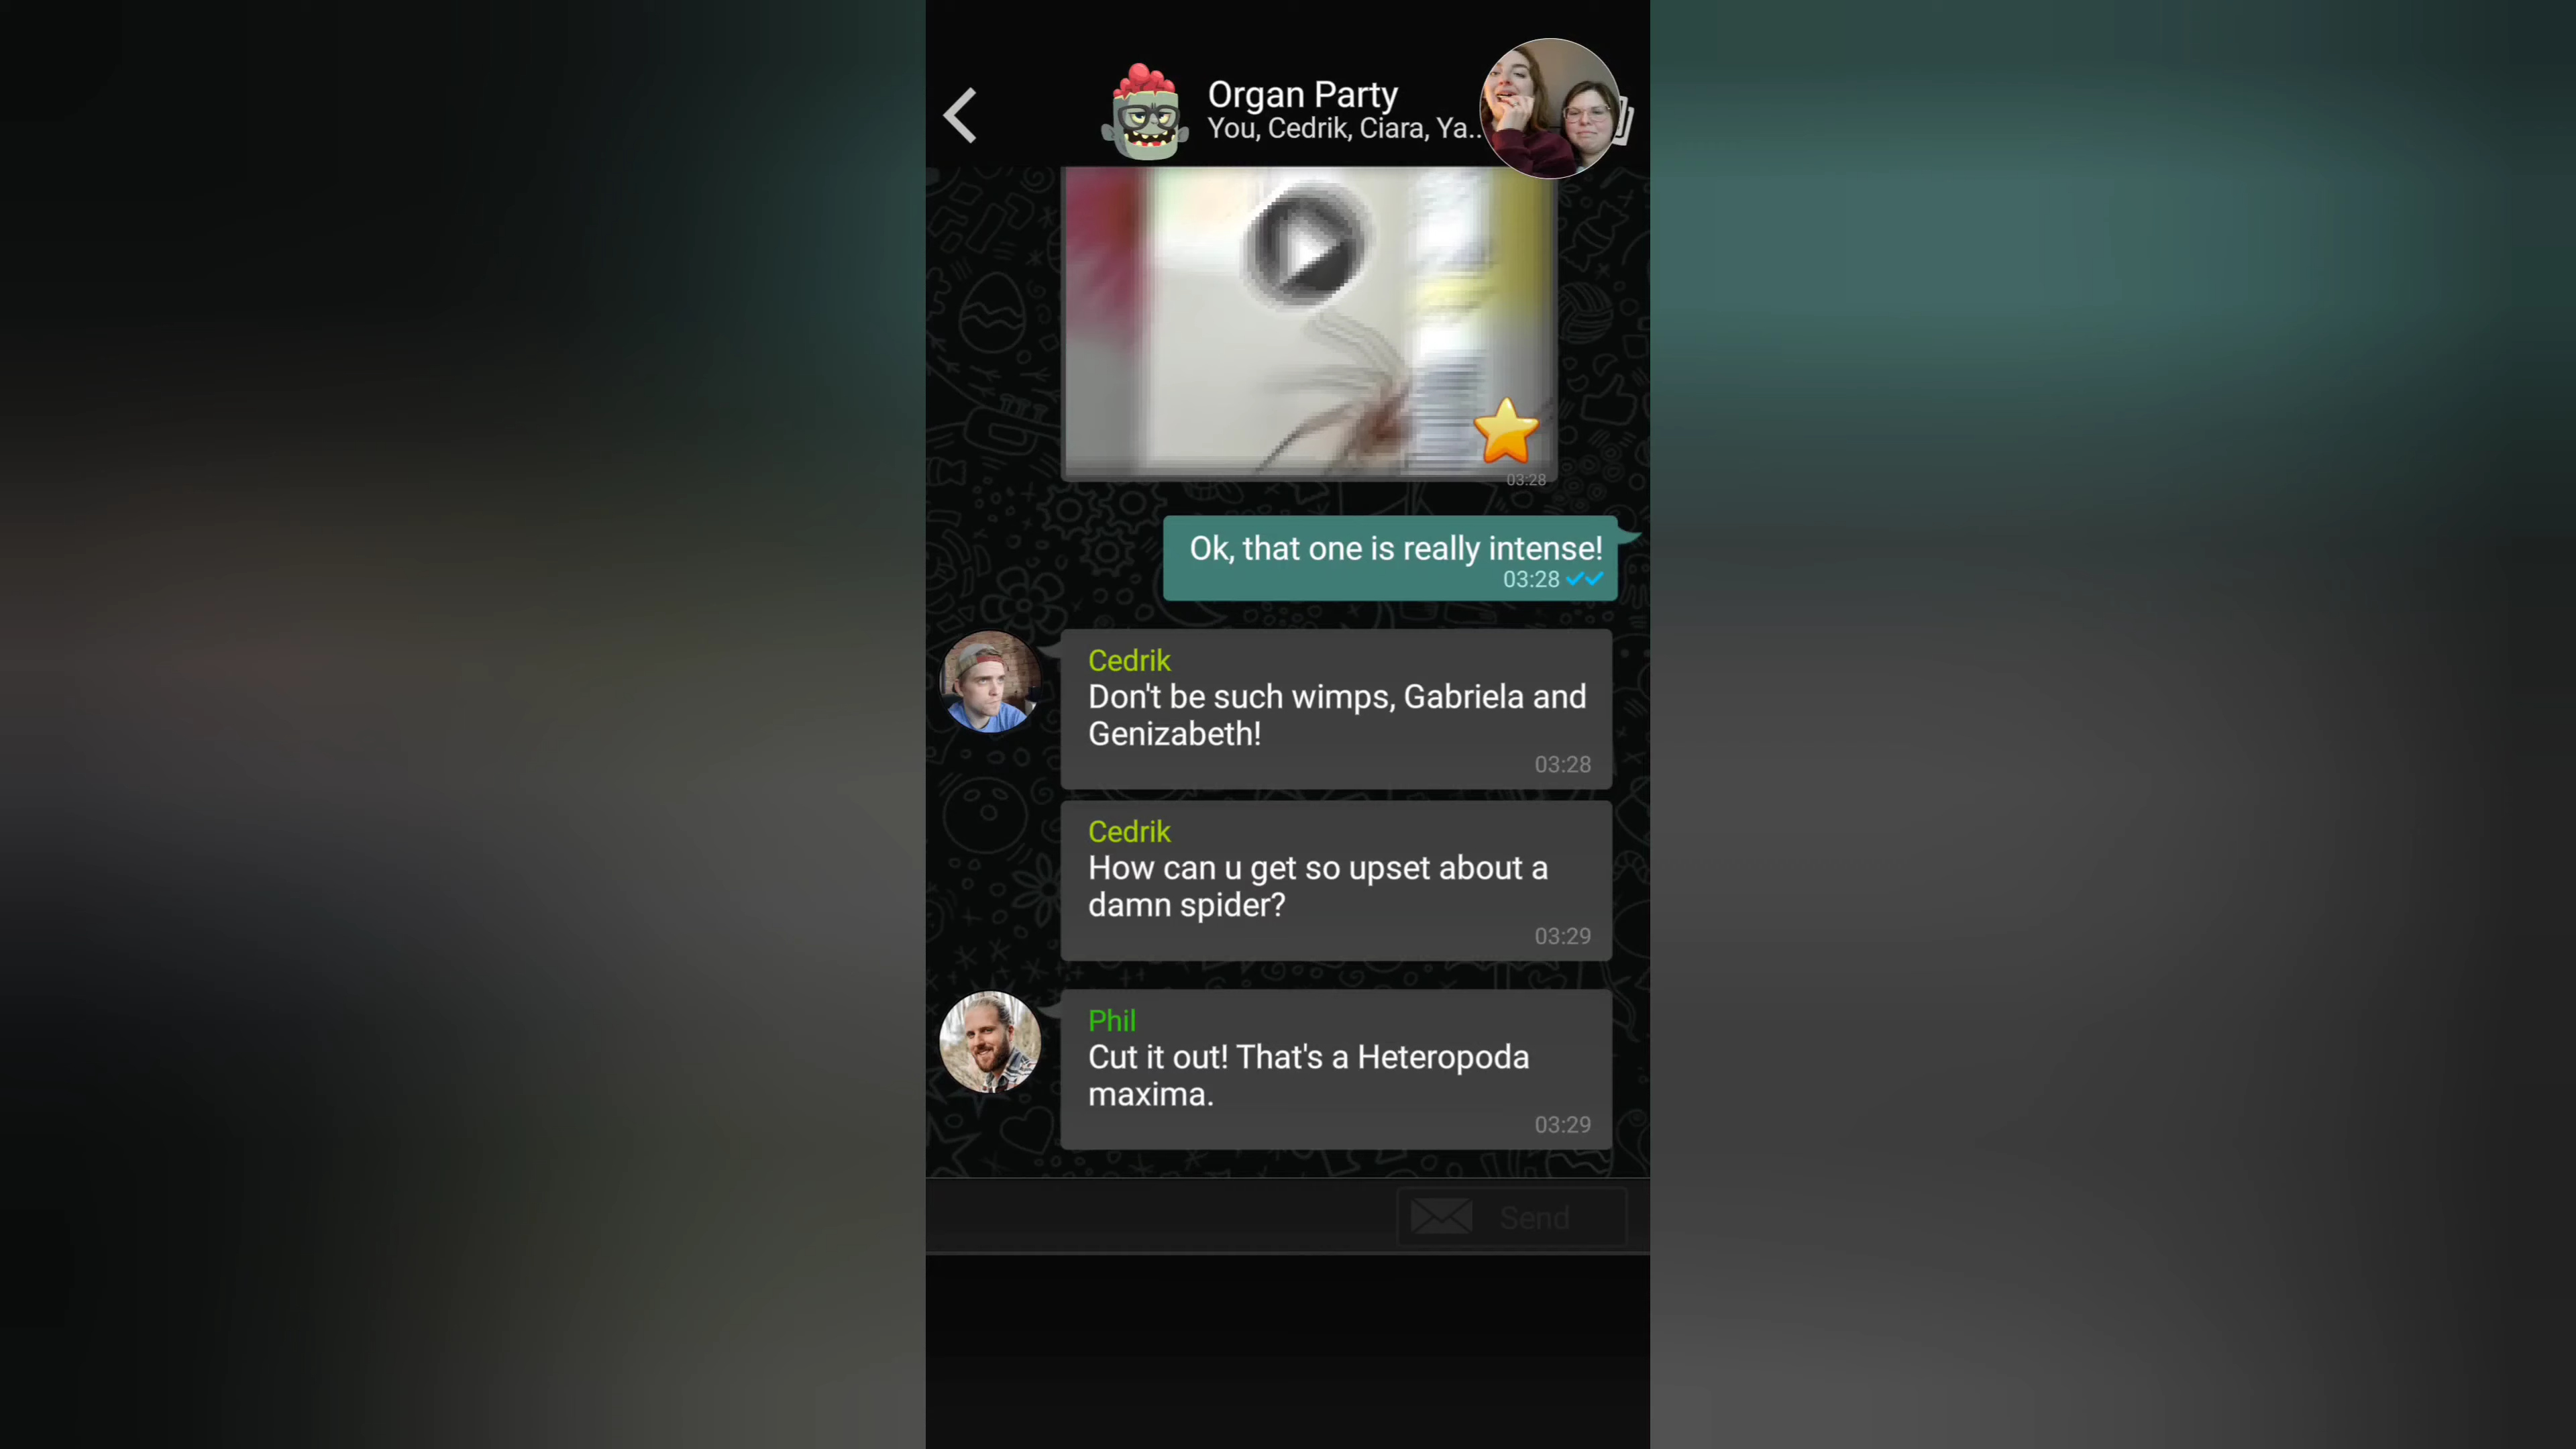 Organ Party
You, Cedrik, Ciara, Ya..
03:28
Ok, that one is really intense!
03:28
Cedrik
Don't be such wimps, Gabriela and
Genizabeth!
03:28
Cedrik
How can u get so upset about a
damn spider?
03:29
Phil
Cut it out! That's a Heteropoda
maxima.
03:29
Send